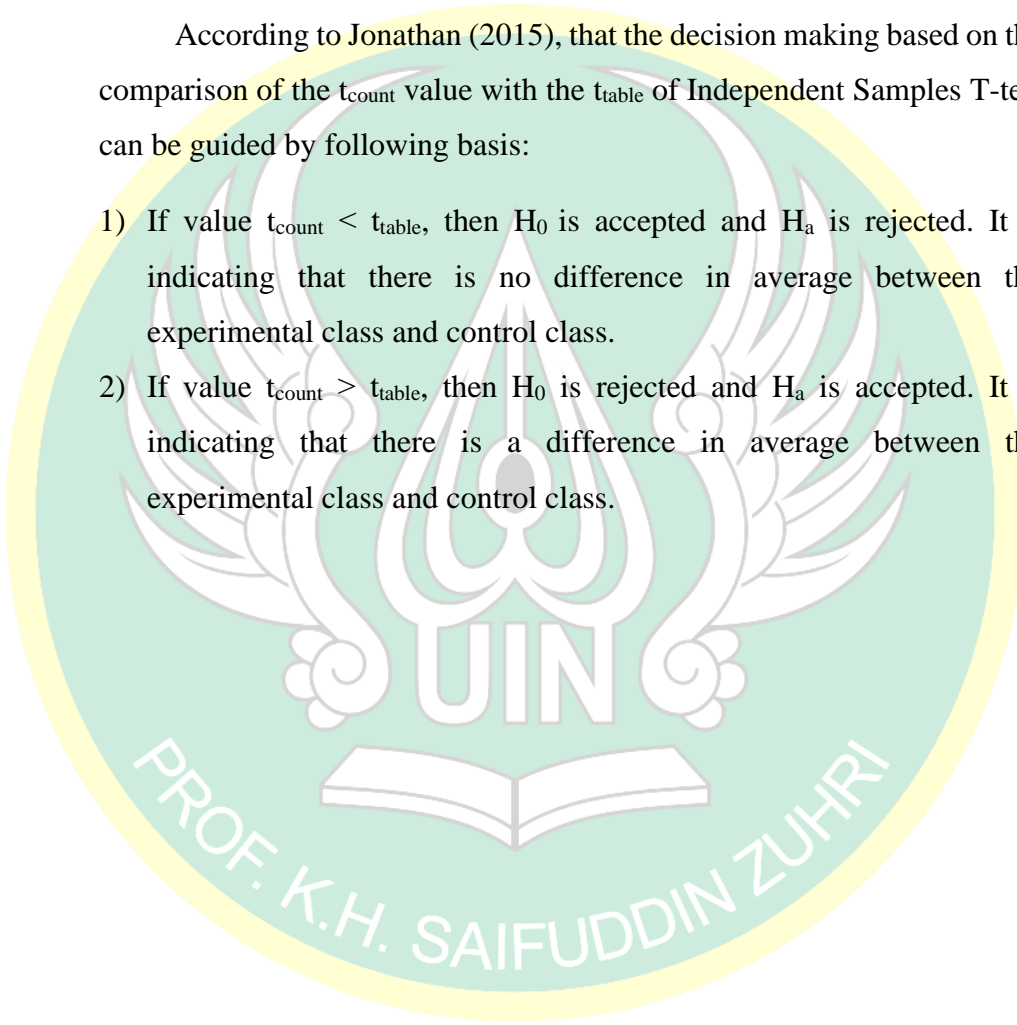 According to Jonathan (2015), that the decision making based on th
comparison of the tcount value with the ttable of Independent Samples T-te
can be guided by following basis:
1) If value tcount < ttable, then H0 is accepted and Ha is rejected. It
indicating that there is no difference in average between th
experimental class and control class.
2) If value tcount > ttable, then H0 is rejected and Ha is accepted. It
indicating that there is a difference in average between th
experimental class and control class.
UIN
PROF. K.H. SAIFUDDIN ZUHRI